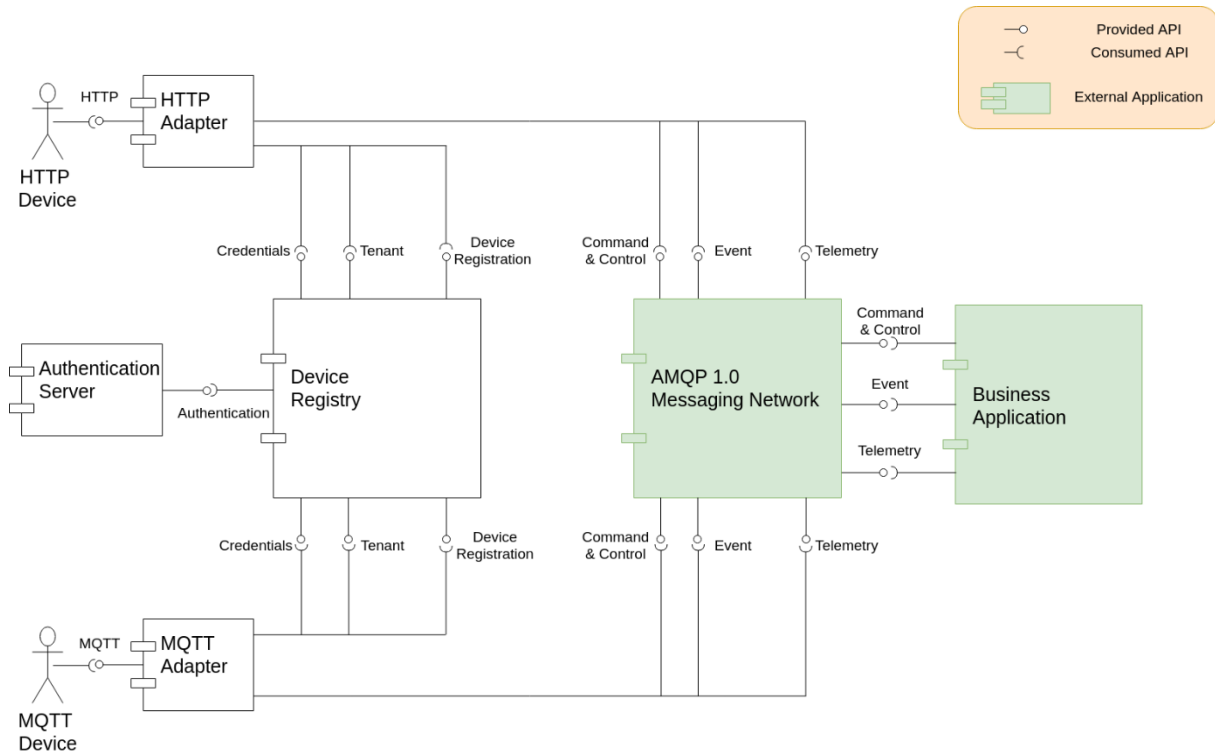 Provided API
Consumed API
External Application
HTTP
HTTP
Adapter
HTTP
Device
Credentials
Tenant
Device
Registration
Command
& Control
Event
Telemetry
Authentication
Server
Authentication
Device
Registry
AMQP 1.0
Messaging Network
Command
& Control
Event
Telemetry
Business
Application
Credentials
Tenant
Device
Registration
Command
& Control
Event
Telemetry
MQTT
MQTT
Adapter
MQTT
Device